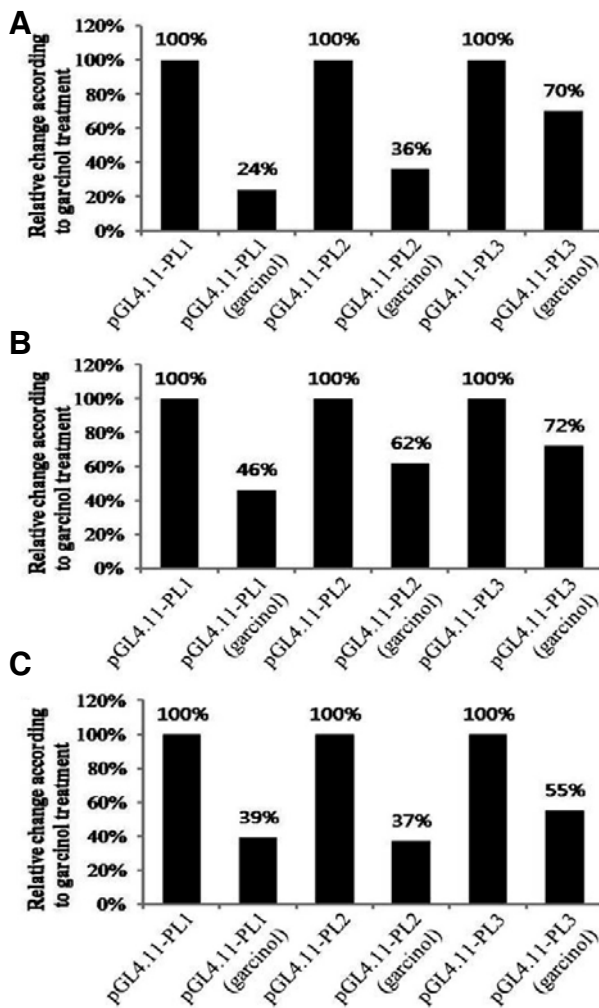 A
Relative change according
to garcinol treatment
120%
100%
80%
60%
40%
20%
0%
100%
24%
100%
36%
100%
70%
pGL4.11-PL1
pGL4.11-PL1
(garcinol)
pGL4.11-PL2
pGL4.11-PL2
(garcinol)
pGL4.11-PL3
pGL4.11-PL3
(garcinol)
B
Relative change according
to garcinol treatment
120%
100%
80%
60%
40%
20%
0%
100%
46%
100%
62%
100%
72%
pGL4.11-PL1
pGL4.11-PL1
(garcinol)
pGL4.11-PL2
pGL4.11-PL2
(garcinol)
pGL4.11-PL3
pGL4.11-PL3
(garcinol)
C
Relative change according
to garcinol treatment
120%
100%
80%
60%
40%
20%
0%
100%
39%
100%
37%
100%
55%
pGL4.11-PL1
pGL4.11-PL1
(garcinol)
pGL4.11-PL2
pGL4.11-PL2
(garcinol)
pGL4.11-PL3
pGL4.11-PL3
(garcinol)